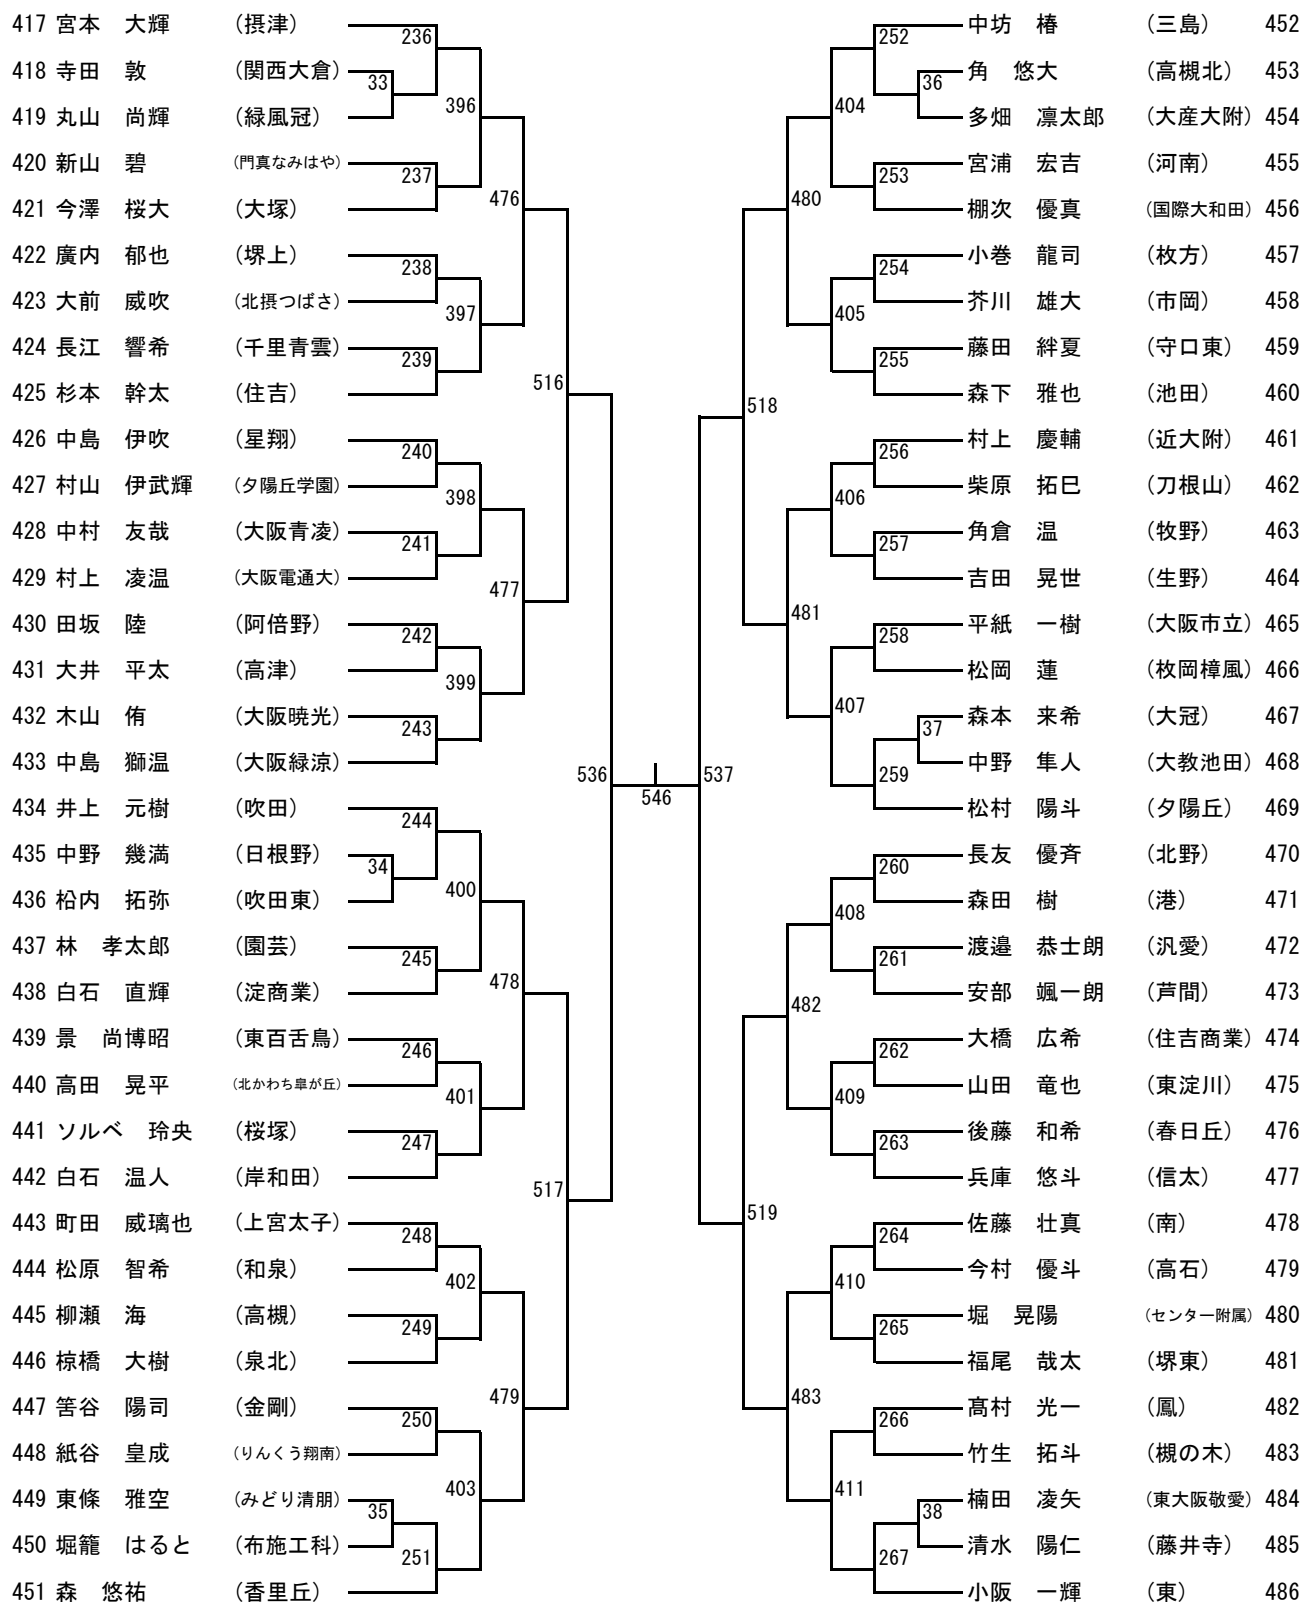 417 宮本　大輝　(摂津)
418 寺田　敦　(関西大倉)
419 丸山　尚輝　(緑風冠)
420 新山　碧　(門真なみはや)
421 今澤　桜大　(大塚)
422 廣内　郁也　(堺上)
423 大前　威吹　(北摂つばさ)
424 長江　響希　(千里青雲)
425 杉本　幹太　(住吉)
426 中島　伊吹　(星翔)
427 村山　伊武輝　(夕陽丘学園)
428 中村　友哉　(大阪青凌)
429 村上　凌温　(大阪電通大)
430 田坂　陸　(阿倍野)
431 大井　平太　(高津)
432 木山　侑　(大阪暁光)
433 中島　獅温　(大阪緑涼)
434 井上　元樹　(吹田)
435 中野　幾満　(日根野)
436 松内　拓弥　(吹田東)
437 林　孝太郎　(園芸)
438 白石　直輝　(淀商業)
439 景　尚博昭　(東百舌鳥)
440 高田　晃平　(北かわち皐が丘)
441 ソルベ　玲央　(桜塚)
442 白石　温人　(岸和田)
443 町田　威璃也　(上宮太子)
444 松原　智希　(和泉)
445 柳瀬　海　(高槻)
446 椋橋　大樹　(泉北)
447 筈谷　陽司　(金剛)
448 紙谷　皇成　(りんくう翔南)
449 東條　雅空　(みどり清朋)
450 堀籠　はると　(布施工科)
451 森　悠祐　(香里丘)
33
34
35
236
237
238
239
240
241
242
243
244
245
246
247
248
249
250
251
396
397
398
399
400
401
402
403
476
477
478
479
516
517
536
546
537
518
519
480
481
482
483
404
405
406
407
408
409
410
411
252
253
254
255
256
257
258
259
260
261
262
263
264
265
266
267
36
37
38
中坊　椿　(三島)　452
角　悠大　(高槻北)　453
多畑　凛太郎　(大産大附)　454
宮浦　宏吉　(河南)　455
棚次　優真　(国際大和田)　456
小巻　龍司　(枚方)　457
芥川　雄大　(市岡)　458
藤田　絆夏　(守口東)　459
森下　雅也　(池田)　460
村上　慶輔　(近大附)　461
柴原　拓巳　(刀根山)　462
角倉　温　(牧野)　463
吉田　晃世　(生野)　464
平紙　一樹　(大阪市立)　465
松岡　蓮　(枚岡樟風)　466
森本　来希　(大冠)　467
中野　隼人　(大教池田)　468
松村　陽斗　(夕陽丘)　469
長友　優斉　(北野)　470
森田　樹　(港)　471
渡邉　恭士朗　(汎愛)　472
安部　颯一朗　(芦間)　473
大橋　広希　(住吉商業)　474
山田　竜也　(東淀川)　475
後藤　和希　(春日丘)　476
兵庫　悠斗　(信太)　477
佐藤　壮真　(南)　478
今村　優斗　(高石)　479
堀　晃陽　(センター附属)　480
福尾　哉太　(堺東)　481
髙村　光一　(鳳)　482
竹生　拓斗　(槻の木)　483
楠田　凌矢　(東大阪敬愛)　484
清水　陽仁　(藤井寺)　485
小阪　一輝　(東)　486